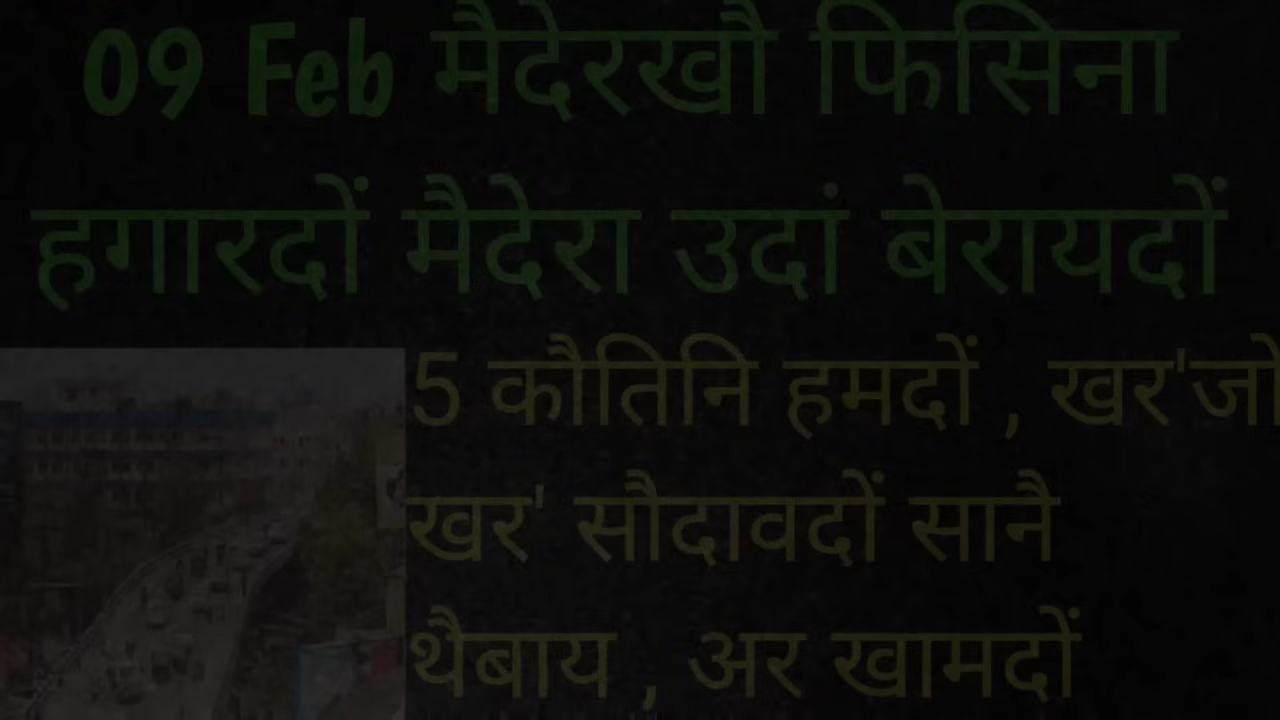 09 Feb मैदेरखौ फिसिना
हगारदों मैदेरा उदां बेरायदों
5 कौतिनि हमदों , खर'जों
खर' सौदावदों सानै
थैबाय , अर खामदों